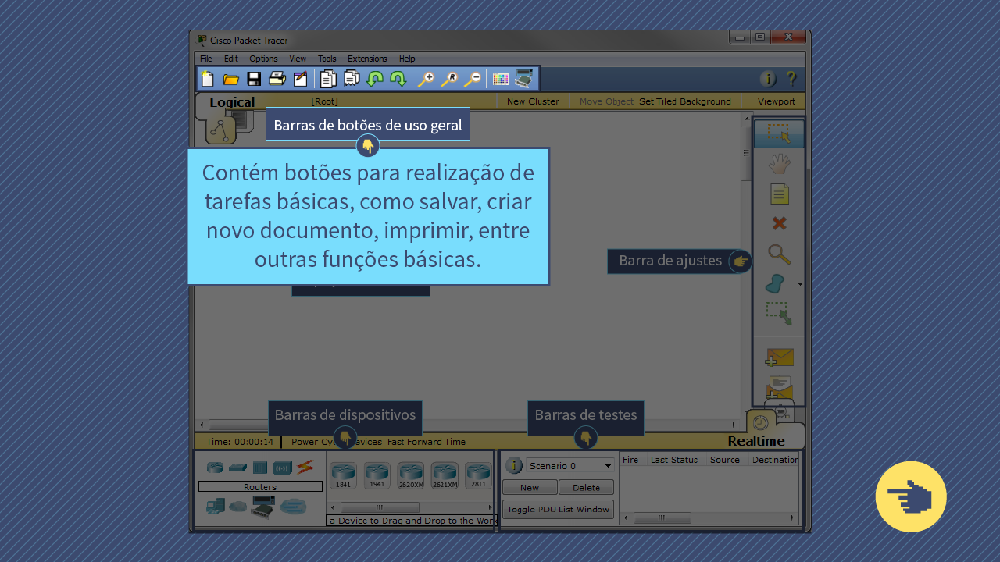 Cisco Packet Tracer
File Edit Options View Tools Extensions Help
Logical [Root] New Cluster Move Object Set Tiled Background Viewport
Barras de botões de uso geral
Contém botões para realização de
tarefas básicas, como salvar, criar
novo documento, imprimir, entre
outras funções básicas.
Barra de ajustes
Barras de dispositivos
Barras de testes
Time: 00:00:14 Power Cy Devices Fast Forward Time Realtime
Routers
1841 1941 2620XM 2621XM 2811
a Device to Drag and Drop to the Wor
Scenario 0
New Delete
Toggle PDU List Window
Fire Last Status Source Destination